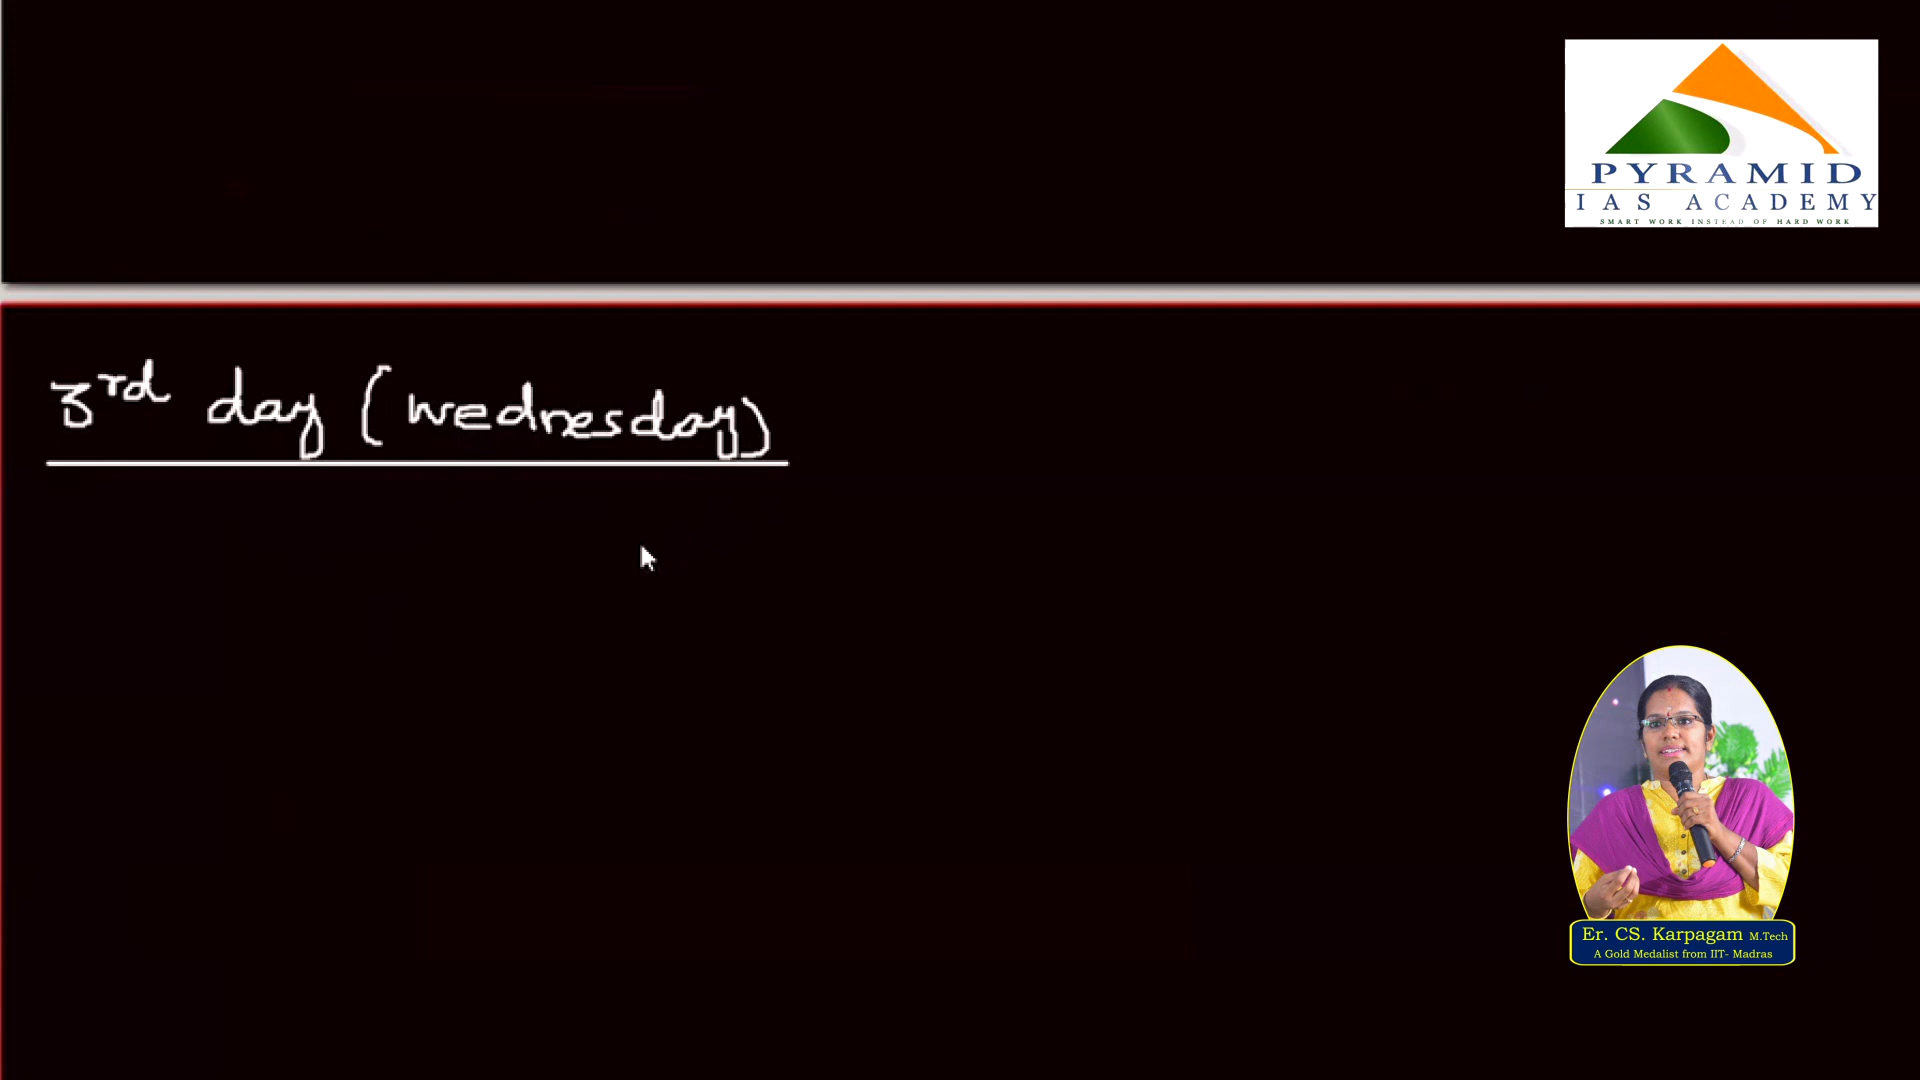 PYRAMID
IAS ACADEMY
SMART WORK INSTEAD OF HARD WORK
3rd day (Wednesday)
Er. CS. Karpagam M.Tech
A Gold Medalist from IIT- Madras